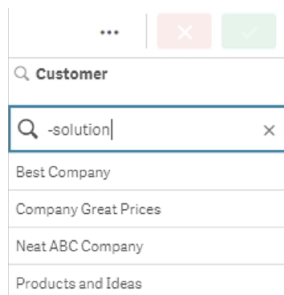 Customer
-solution
Best Company
Company Great Prices
Neat ABC Company
Products and Ideas